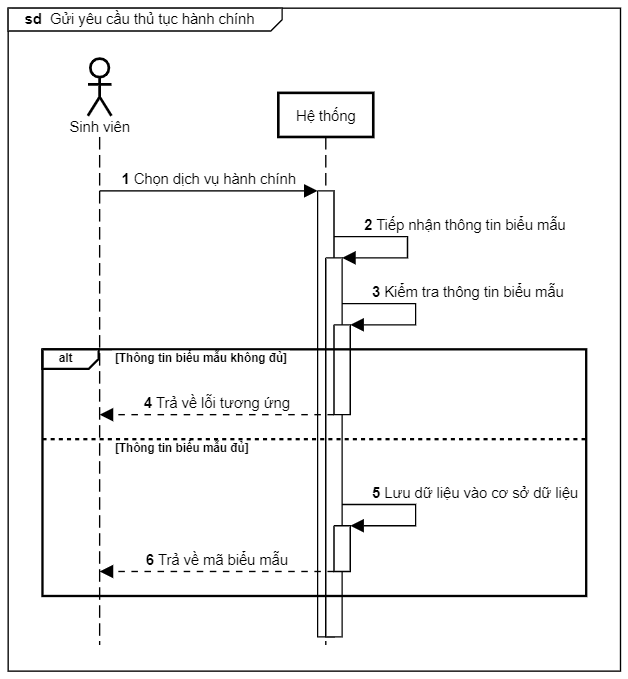 sd Gửi yêu cầu thủ tục hành chính
Sinh viên
Hệ thống
1 Chọn dịch vụ hành chính
2 Tiếp nhận thông tin biểu mẫu
3 Kiểm tra thông tin biểu mẫu
alt [Thông tin biểu mẫu không đủ]
4 Trả về lỗi tương ứng
[Thông tin biểu mẫu đủ]
5 Lưu dữ liệu vào cơ sở dữ liệu
6 Trả về mã biểu mẫu